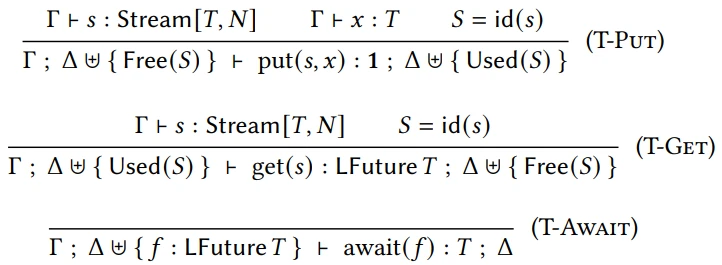 Γ ⊢ s : Stream[T, N] Γ ⊢ x : T S = id(s)
Γ ; Δ ⊎ { Free(S) } ⊢ put(s, x) : 1 ; Δ ⊎ { Used(S) } (T-Put)
Γ ⊢ s : Stream[T, N] S = id(s)
Γ ; Δ ⊎ { Used(S) } ⊢ get(s) : LFuture T ; Δ ⊎ { Free(S) } (T-Get)
Γ ; Δ ⊎ { f : LFuture T } ⊢ await(f) : T ; Δ (T-Await)